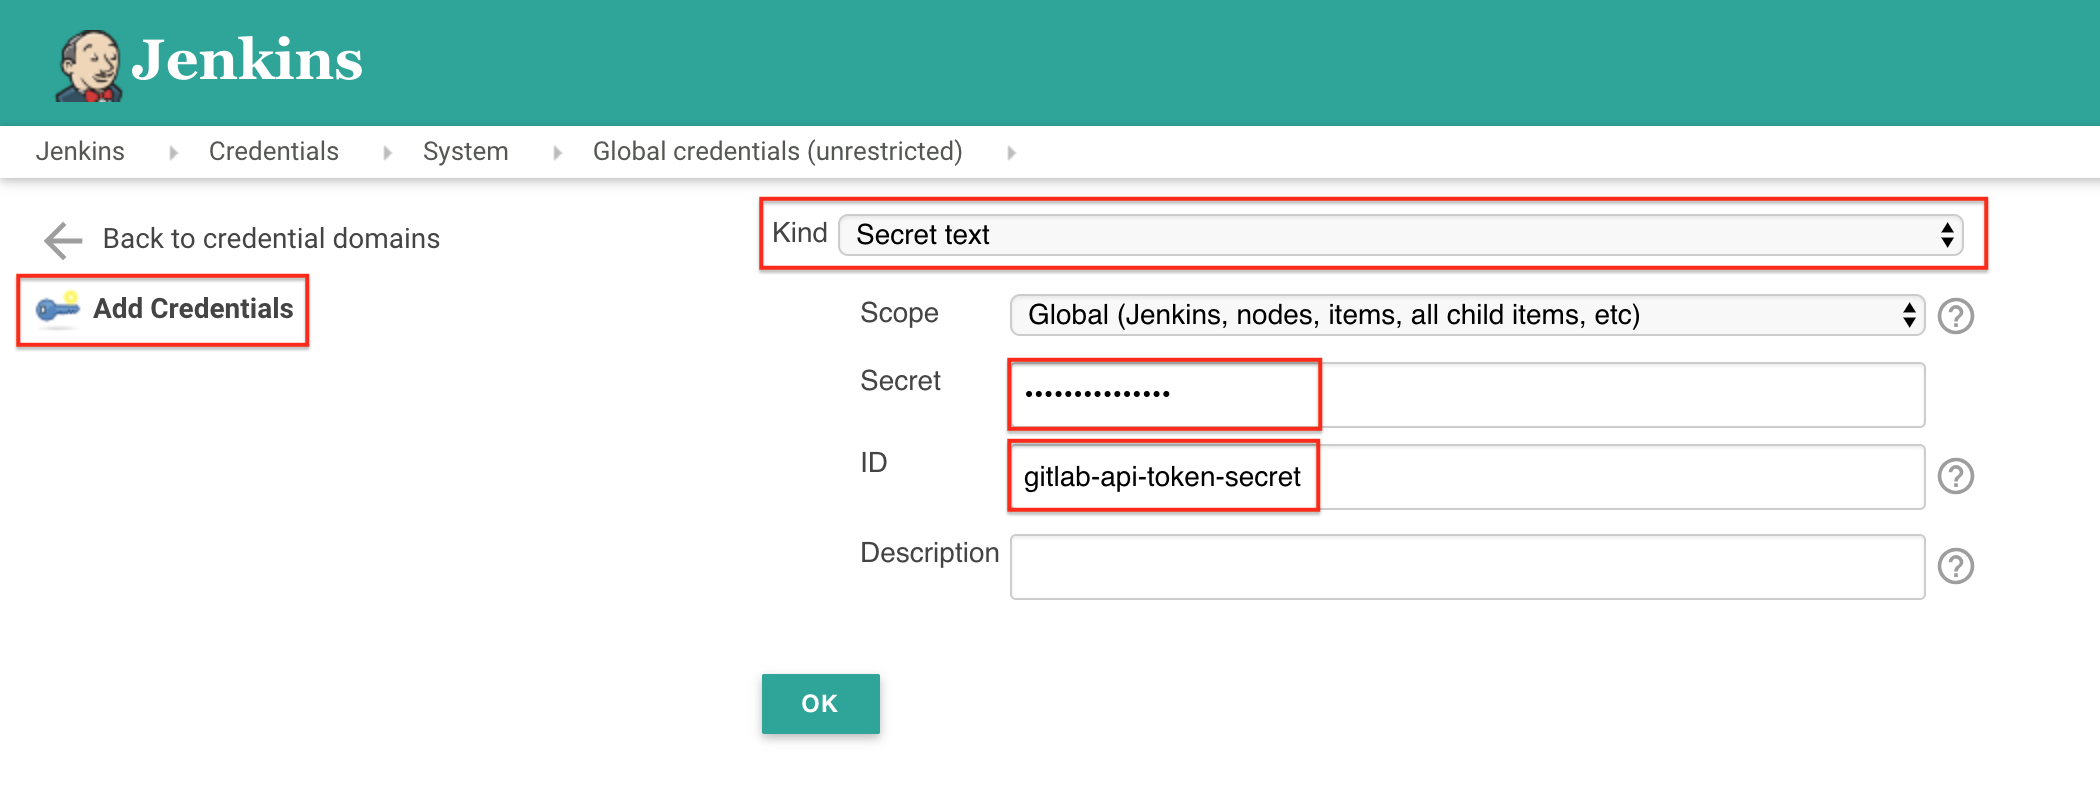 Jenkins
Jenkins Credentials System Global credentials (unrestricted)
Back to credential domains
Add Credentials
Kind Secret text
Scope Global (Jenkins, nodes, items, all child items, etc)
Secret •••••••••••••••
ID gitlab-api-token-secret
Description
OK